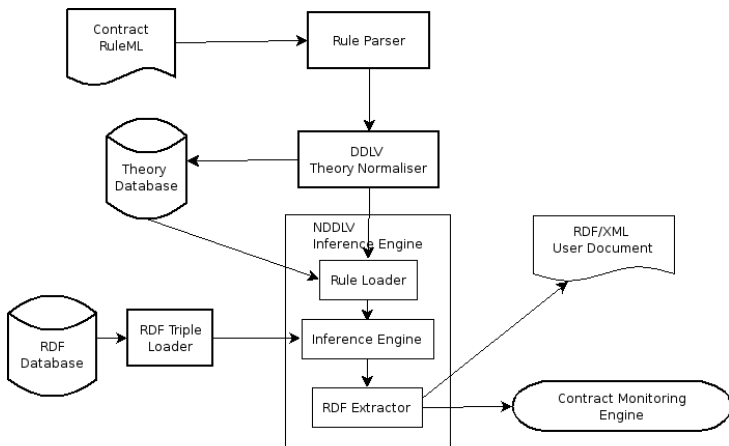 Contract
RuleML
Rule Parser
DDLV
Theory Normaliser
Theory
Database
NDDLV
Inference Engine
RDF/XML
User Document
Rule Loader
RDF
Database
RDF Triple
Loader
Inference Engine
RDF Extractor
Contract Monitoring
Engine